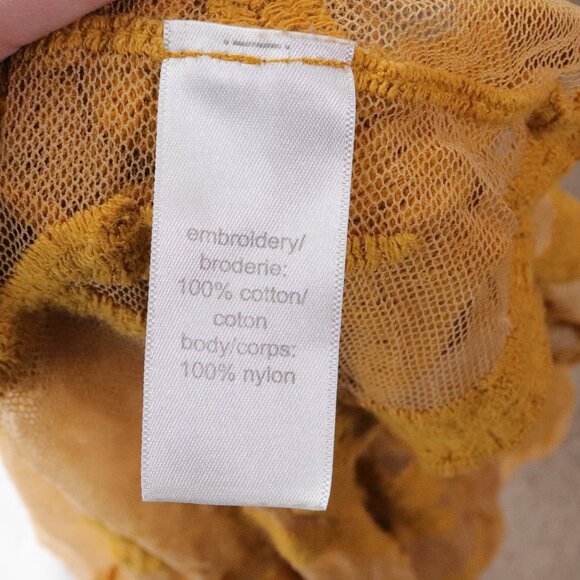 embroidery/
broderie:
100% cotton/
coton
body/corps:
100% nylon